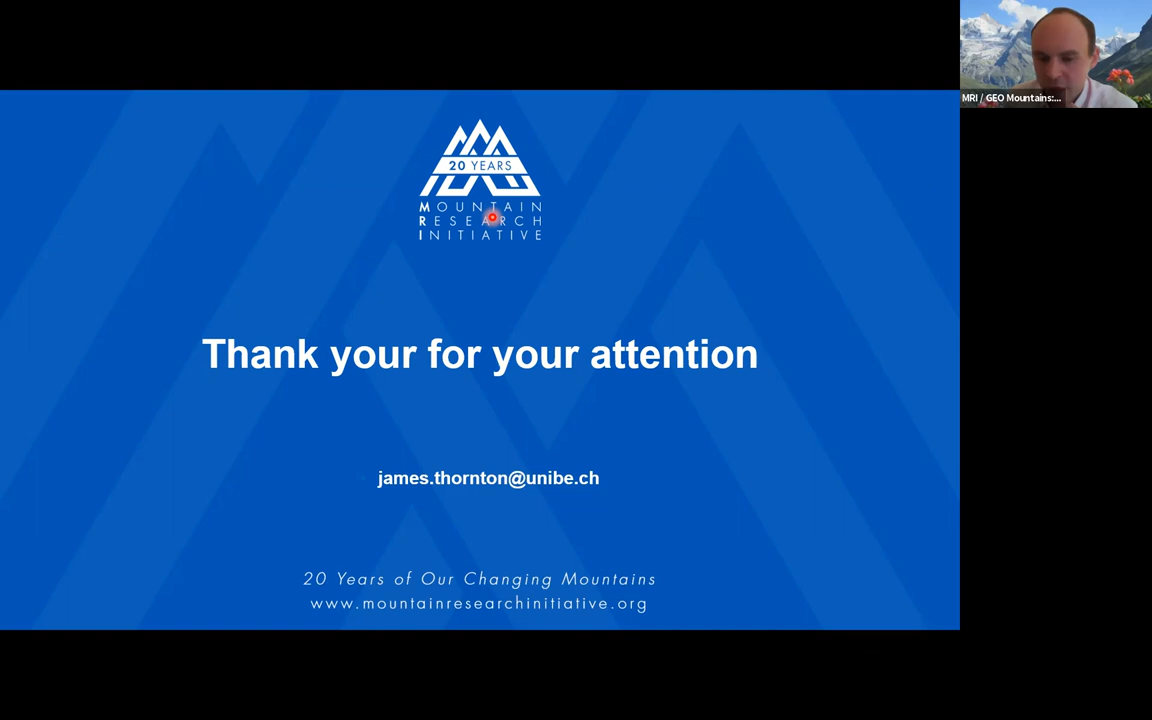 MRI / GEO Mountains:...
20 YEARS
MOUNTAIN
RESEARCH
INITIATIVE
Thank your for your attention
james.thornton@unibe.ch
20 Years of Our Changing Mountains
www.mountainresearchinitiative.org